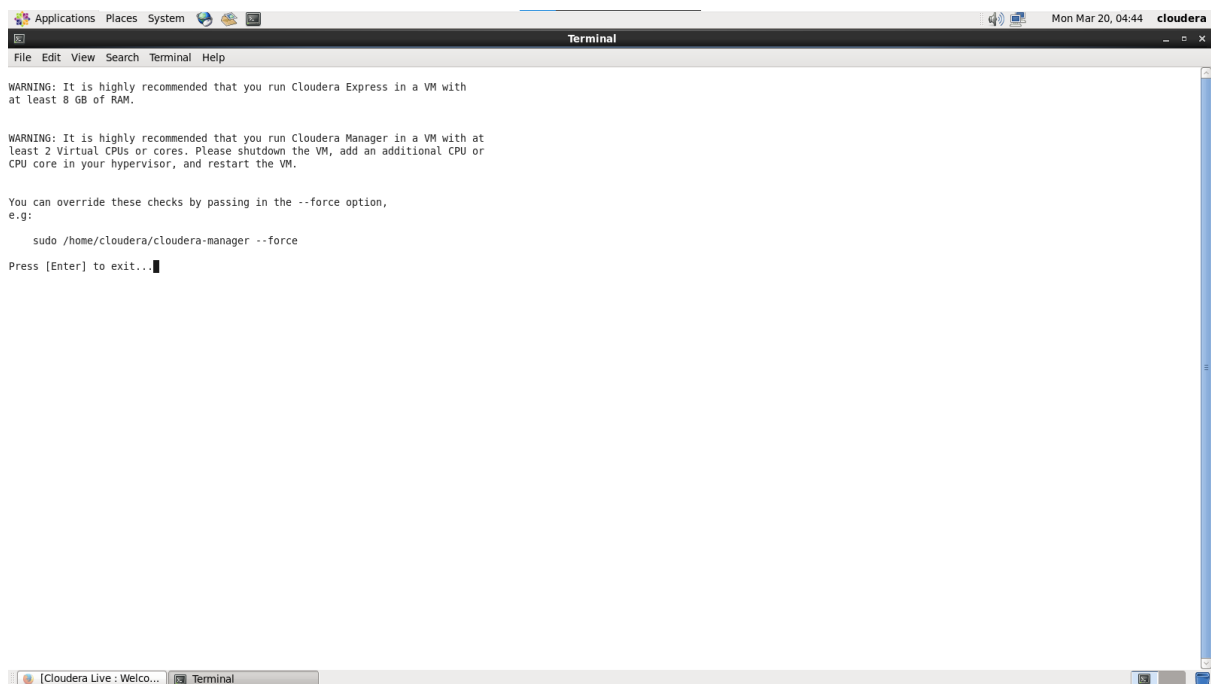 Applications Places System Mon Mar 20, 04:44 cloudera
Terminal
File Edit View Search Terminal Help
WARNING: It is highly recommended that you run Cloudera Express in a VM with
at least 8 GB of RAM.
WARNING: It is highly recommended that you run Cloudera Manager in a VM with at
least 2 Virtual CPUs or cores. Please shutdown the VM, add an additional CPU or
CPU core in your hypervisor, and restart the VM.
You can override these checks by passing in the --force option,
e.g:
sudo /home/cloudera/cloudera-manager --force
Press [Enter] to exit...
[Cloudera Live : Welco... Terminal